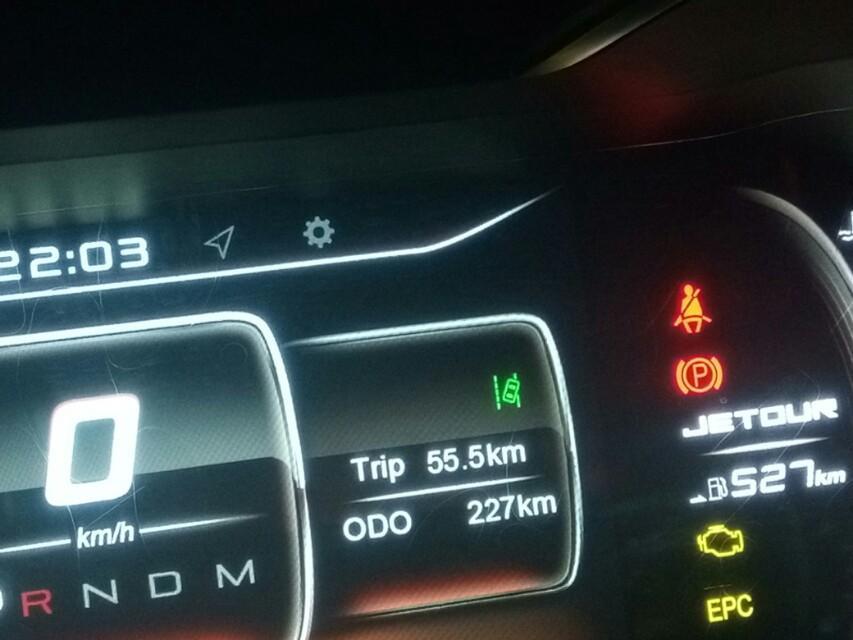 22:03
0
km/h
R N D M
Trip 55.5km
ODO 227km
P
JETOUR
527km
EPC